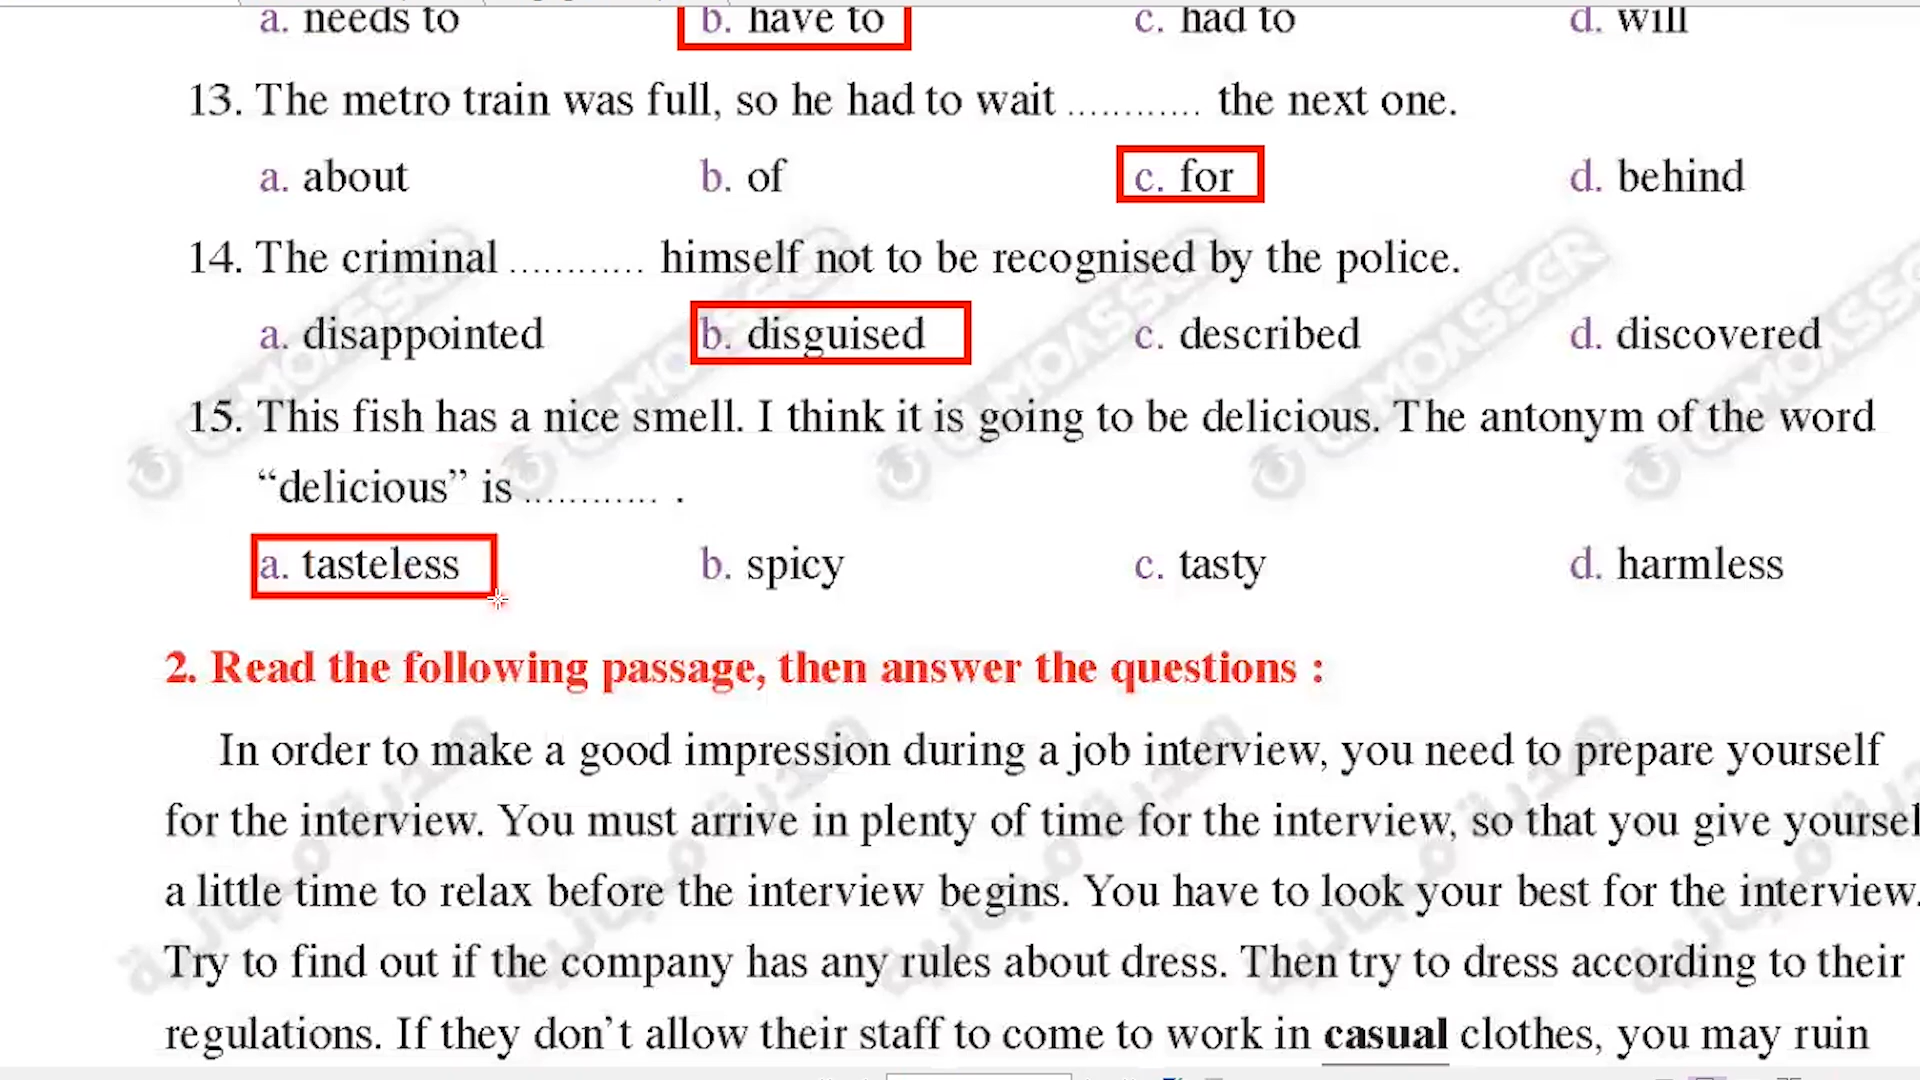 a. needs to b. have to c. had to d. will
13. The metro train was full, so he had to wait ............ the next one.
a. about b. of c. for d. behind
14. The criminal ............ himself not to be recognised by the police.
a. disappointed b. disguised c. described d. discovered
15. This fish has a nice smell. I think it is going to be delicious. The antonym of the word
“delicious” is ............ .
a. tasteless b. spicy c. tasty d. harmless
2. Read the following passage, then answer the questions :
In order to make a good impression during a job interview, you need to prepare yourself
for the interview. You must arrive in plenty of time for the interview, so that you give yoursel
a little time to relax before the interview begins. You have to look your best for the interview.
Try to find out if the company has any rules about dress. Then try to dress according to their
regulations. If they don’t allow their staff to come to work in casual clothes, you may ruin